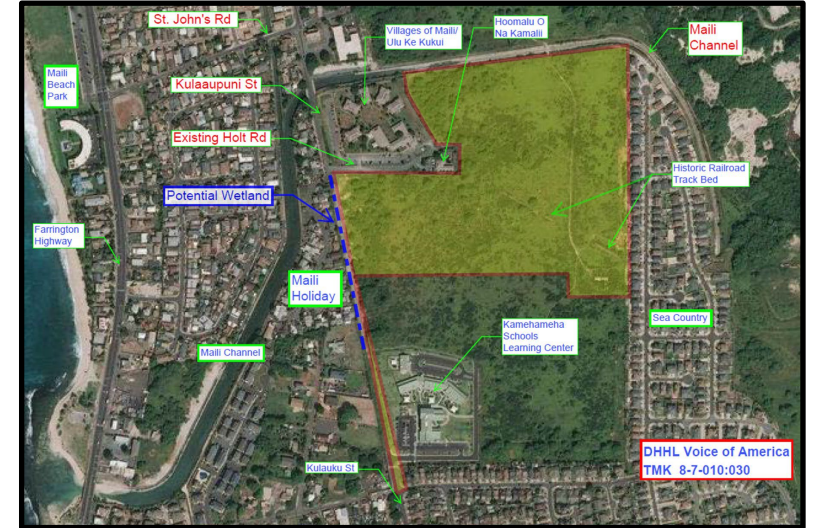 St. John's Rd
Villages of Maili/
Ulu Ke Kukui
Hoomalu O
Na Kamalii
Maili
Channel
Maili
Beach
Park
Kulaaupuni St
Existing Holt Rd
Historic Railroad
Track Bed
Potential Wetland
Farrington
Highway
Maili
Holiday
Sea Country
Kamehameha
Schools
Learning Center
Maili Channel
DHHL Voice of America
TMK 8-7-010:030
Kulauku St